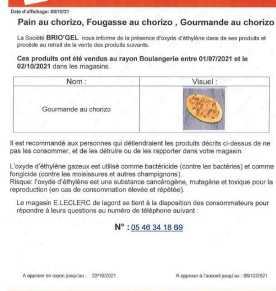 Date d'affichage: 08/10/21
Pain au chorizo, Fougasse au chorizo , Gourmande au chorizo
La Société BRIO'GEL nous informe de la présence d'oxyde d'éthylène dans de ses produits et
procède au retrait de la vente des produits suivants.
Ces produits ont été vendus au rayon Boulangerie entre 01/07/2021 et le
02/10/2021 dans les magasins.
Nom :
Visuel :
Gourmande au chorizo
Il est recommandé aux personnes qui détiendraient les produits décrits ci-dessus de ne
pas les consommer, et de les détruire ou de les rapporter dans votre magasin.
L'oxyde d'éthylène gazeux est utilisé comme bactéricide (contre les bactéries) et comme
fongicide (contre les moisissures et autres champignons).
Risque: l'oxyde d'éthylène est une substance cancérogène, mutagène et toxique pour la
reproduction (en cas de consommation élevée et répétée).
Le magasin E.LECLERC de lagord se tient à la disposition des consommateurs pour
répondre à leurs questions au numéro de téléphone suivant :
N° : 05 46 34 18 69
A apposer en rayon jusqu'au : 22/10/2021
A apposer à l'accueil jusqu'au : 08/12/2021